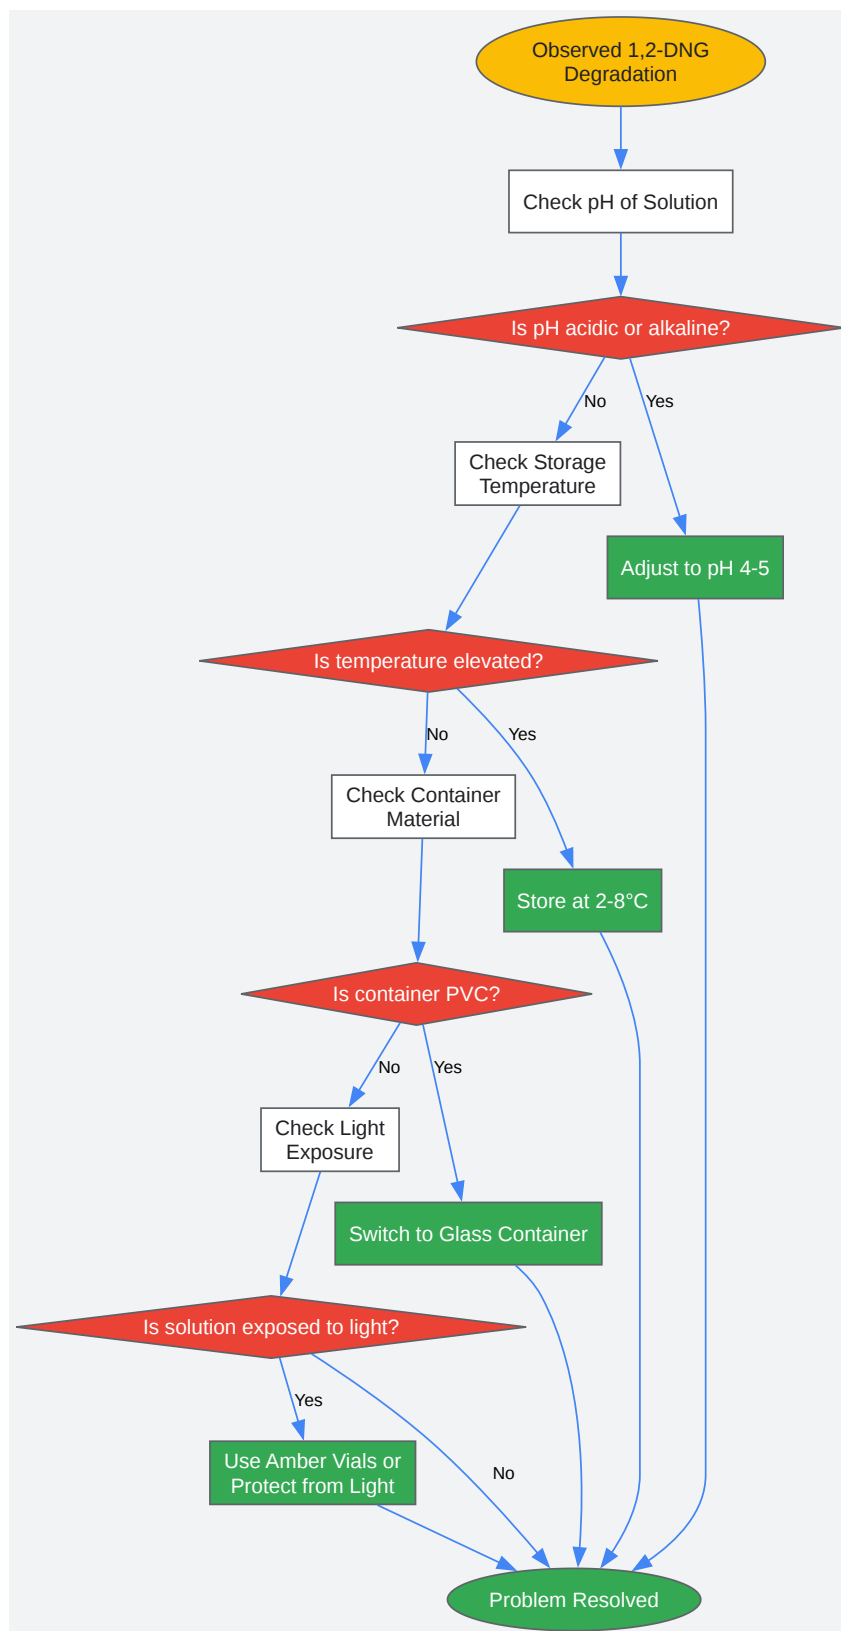 Observed 1,2-DNG
Degradation
Check pH of Solution
Is pH acidic or alkaline?
No
Yes
Check Storage
Temperature
Adjust to pH 4-5
Is temperature elevated?
No
Yes
Check Container
Material
Store at 2-8°C
Is container PVC?
No
Yes
Check Light
Exposure
Switch to Glass Container
Is solution exposed to light?
Yes
No
Use Amber Vials or
Protect from Light
Problem Resolved